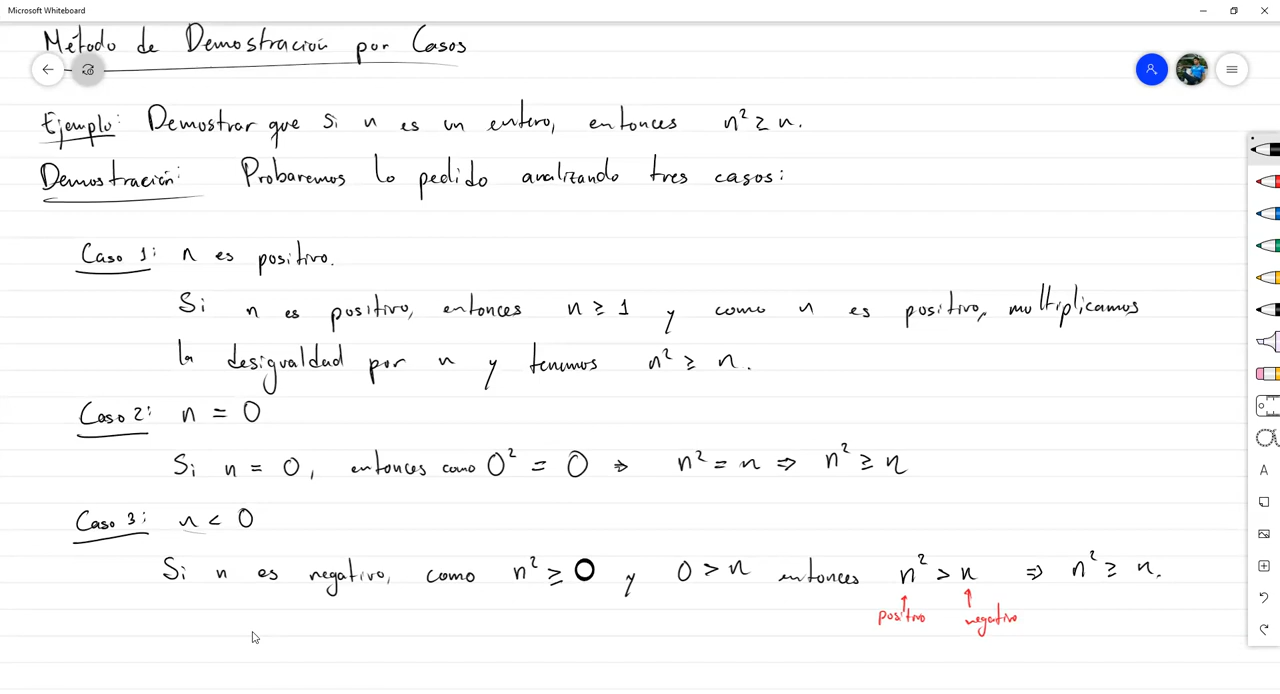 Microsoft Whiteboard
Método de Demostración por Casos
Ejemplo: Demostrar que si n es un entero, entonces n² ≥ n.
Demostración: Probaremos lo pedido analizando tres casos:
Caso 1: n es positivo.
Si n es positivo, entonces n ≥ 1 y como n es positivo, multiplicamos
la desigualdad por n y tenemos n² ≥ n.
Caso 2: n = 0
Si n = 0, entonces como 0² = 0 ⇒ n² = n ⇒ n² ≥ n
Caso 3: n < 0
Si n es negativo, como n² ≥ 0 y 0 > n entonces n² > n ⇒ n² ≥ n.
positivo negativo
A